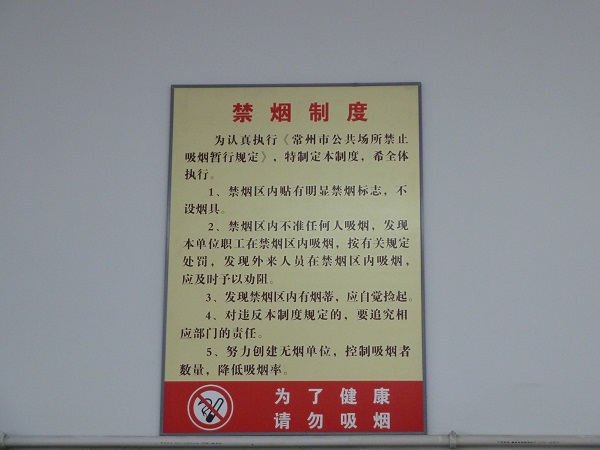 禁烟制度
为认真执行《常州市公共场所禁止
吸烟暂行规定》，特制定本制度，希全体
执行。
1、禁烟区内贴有明显禁烟标志，不
设烟具。
2、禁烟区内不准任何人吸烟，发现
本单位职工在禁烟区内吸烟，按有关规定
处罚，发现外来人员在禁烟区内吸烟，
应及时予以劝阻。
3、发现禁烟区内有烟蒂，应自觉捡起。
4、对违反本制度规定的，要追究相
应部门的责任。
5、努力创建无烟单位，控制吸烟者
数量，降低吸烟率。
为了健康
请勿吸烟